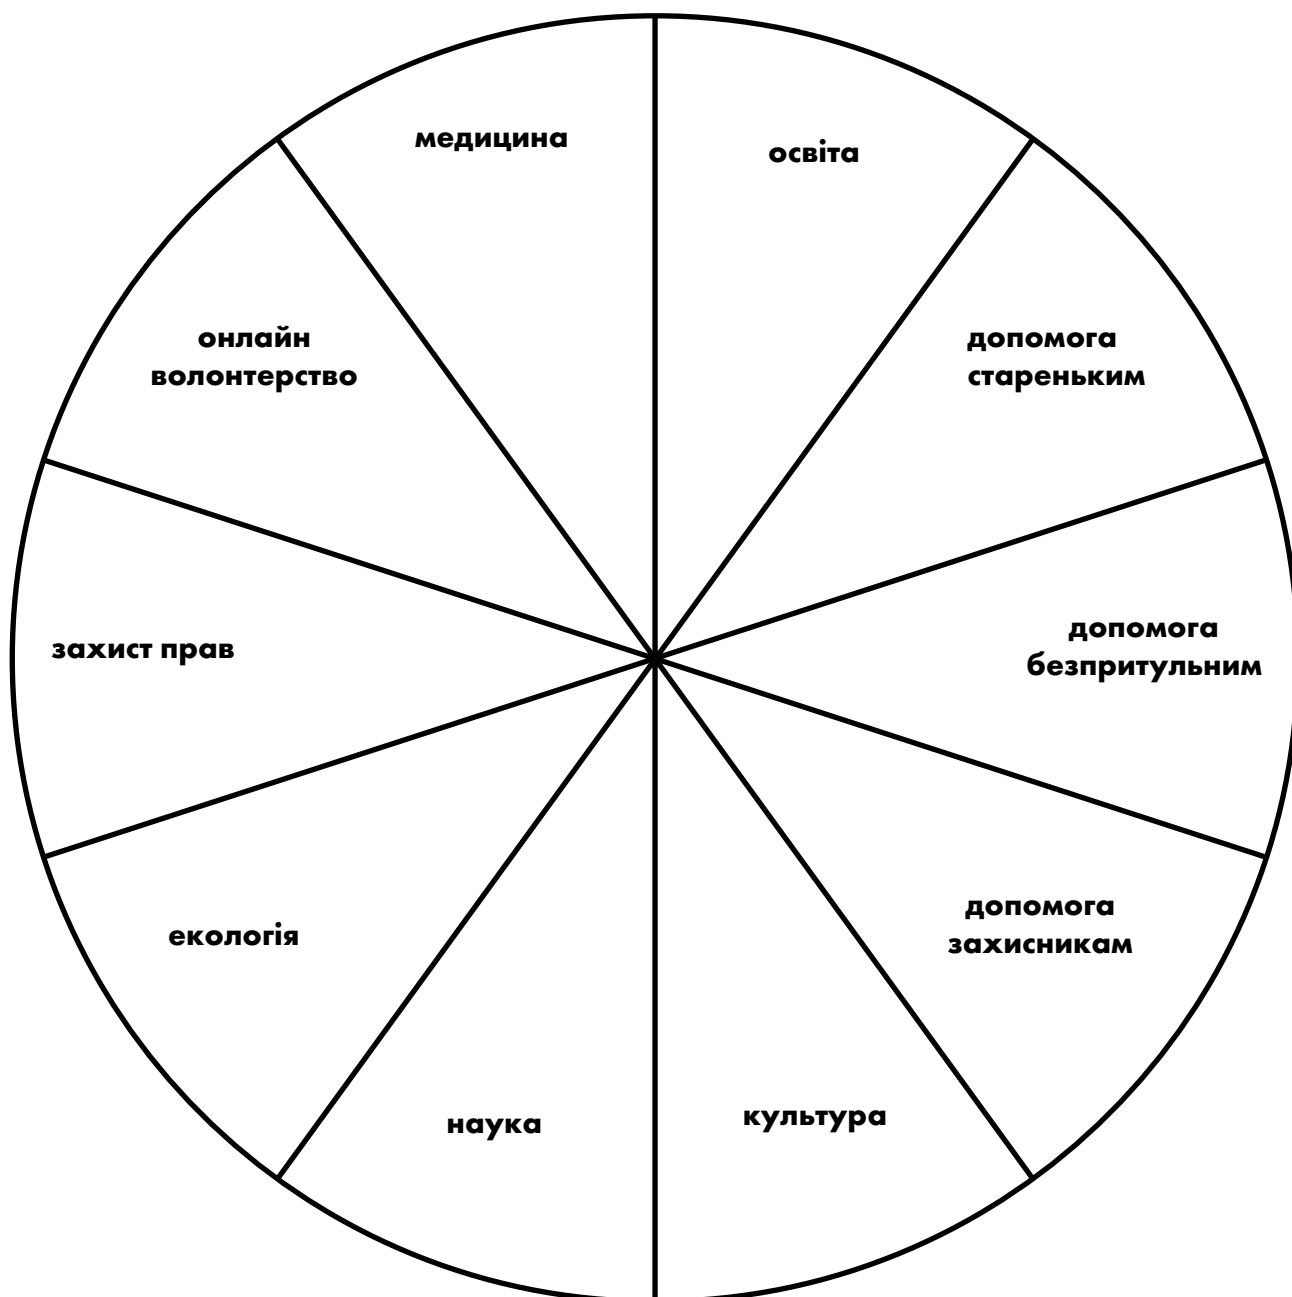 медицина
освіта
онлайн
волонтерство
допомога
стареньким
захист прав
допомога
безпритульним
екологія
допомога
захисникам
наука
культура